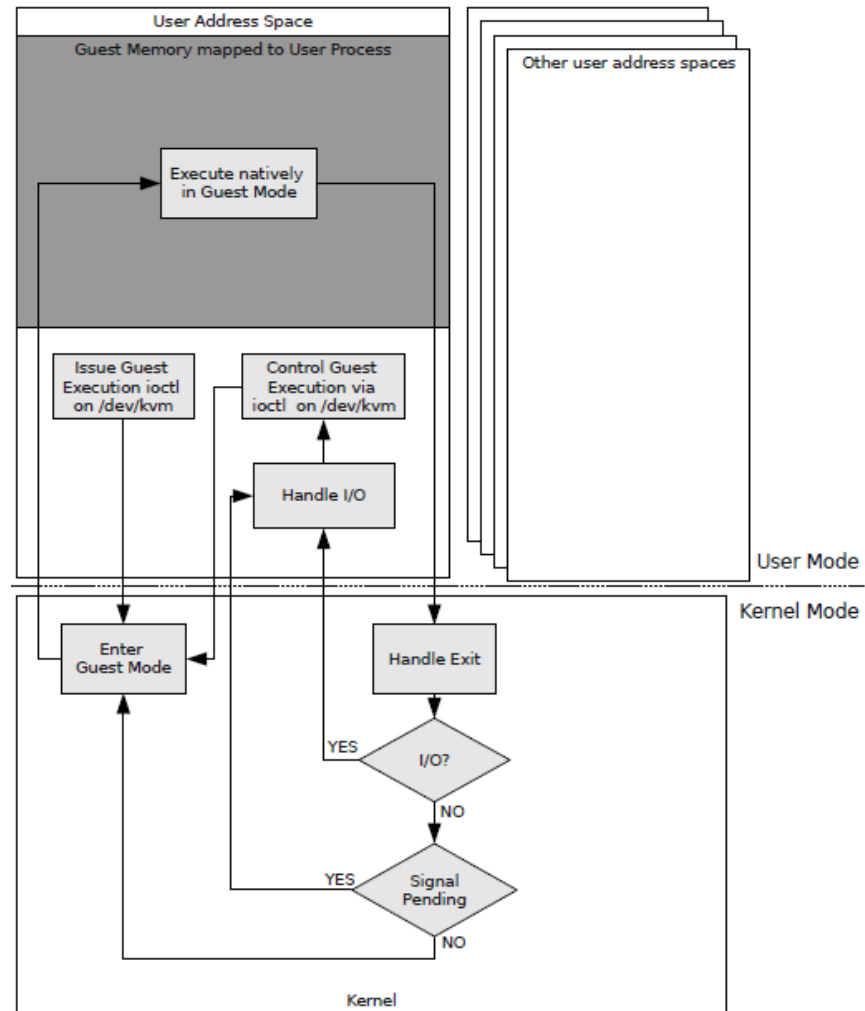 User Address Space
Guest Memory mapped to User Process
Other user address spaces
Execute natively
in Guest Mode
Issue Guest
Execution ioctl
on /dev/kvm
Control Guest
Execution via
ioctl on /dev/kvm
Handle I/O
User Mode
Kernel Mode
Enter
Guest Mode
Handle Exit
YES
I/O?
NO
YES
Signal
Pending
NO
Kernel